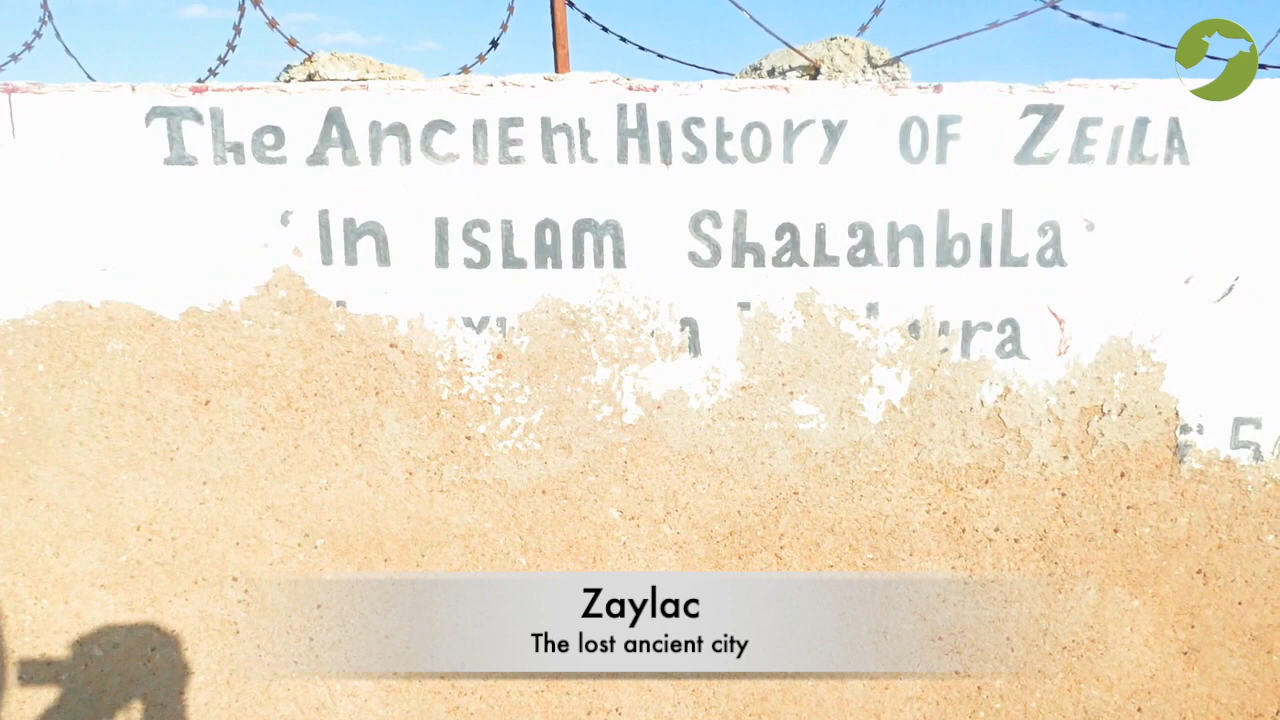 The Ancient History of Zeila
'In Islam Shalanbila'
Zaylac
The lost ancient city